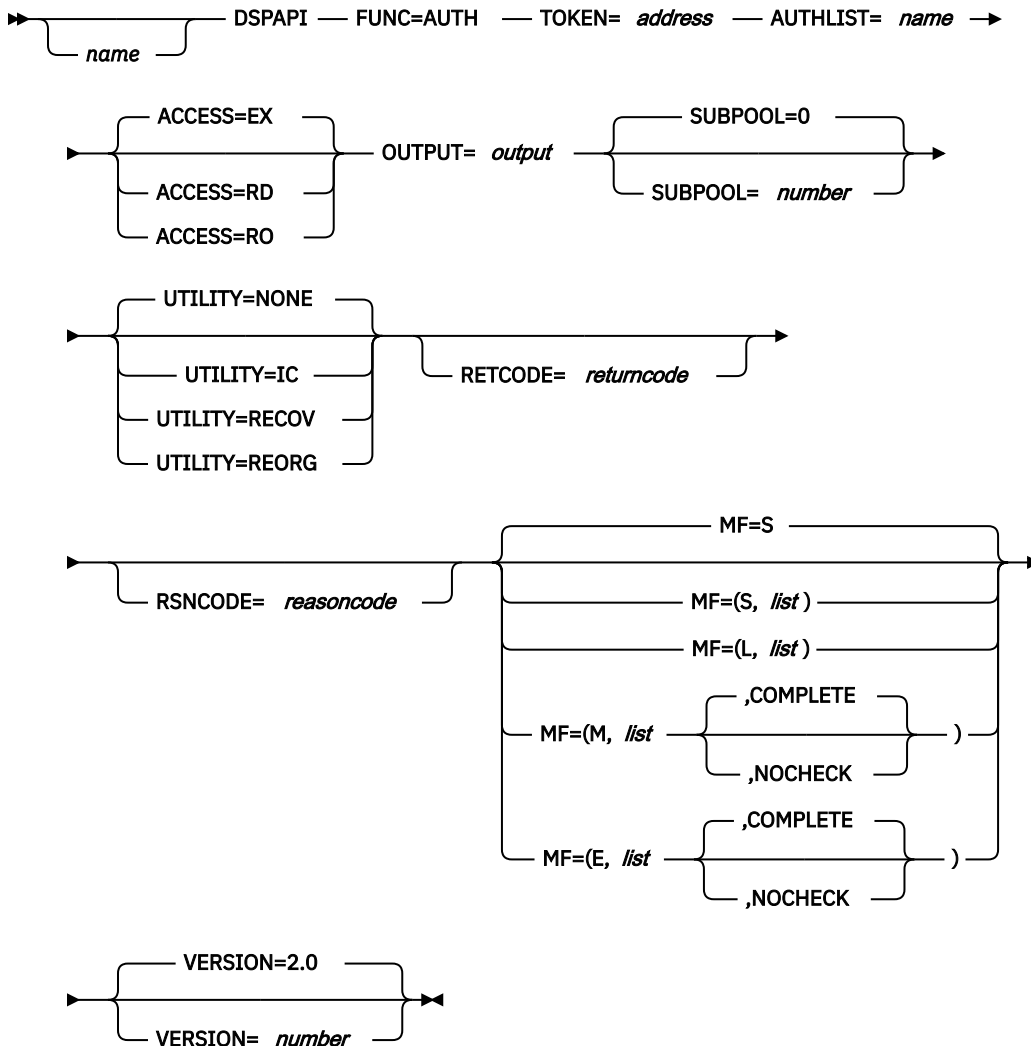 DSPAPI FUNC=AUTH TOKEN= address AUTHLIST= name
name
ACCESS=EX
ACCESS=RD
ACCESS=RO
OUTPUT= output
SUBPOOL=0
SUBPOOL= number
UTILITY=NONE
UTILITY=IC
UTILITY=RECOV
UTILITY=REORG
RETCODE= returncode
RSNCODE= reasoncode
MF=S
MF=(S, list )
MF=(L, list )
MF=(M, list
,COMPLETE
,NOCHECK
)
MF=(E, list
,COMPLETE
,NOCHECK
)
VERSION=2.0
VERSION= number